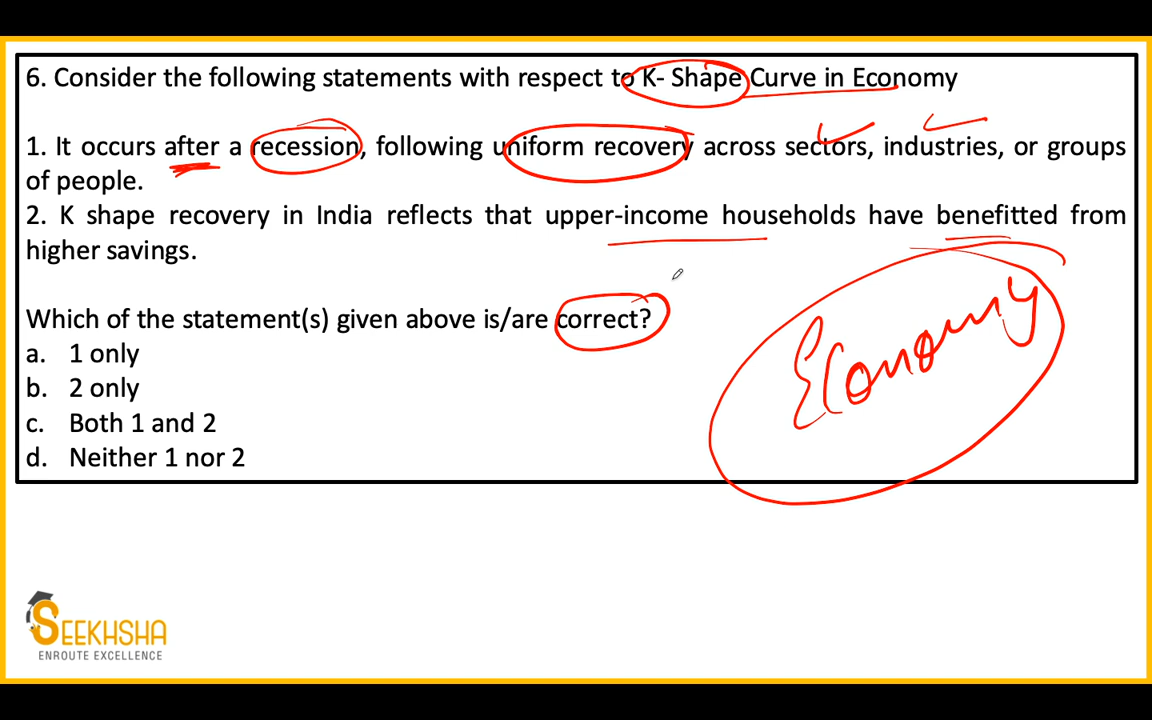 6. Consider the following statements with respect to K- Shape Curve in Economy
1. It occurs after a recession, following uniform recovery across sectors, industries, or groups
of people.
2. K shape recovery in India reflects that upper-income households have benefitted from
higher savings.
Which of the statement(s) given above is/are correct?
a. 1 only
b. 2 only
c. Both 1 and 2
d. Neither 1 nor 2
Economy
SEEKHSHA
ENROUTE EXCELLENCE